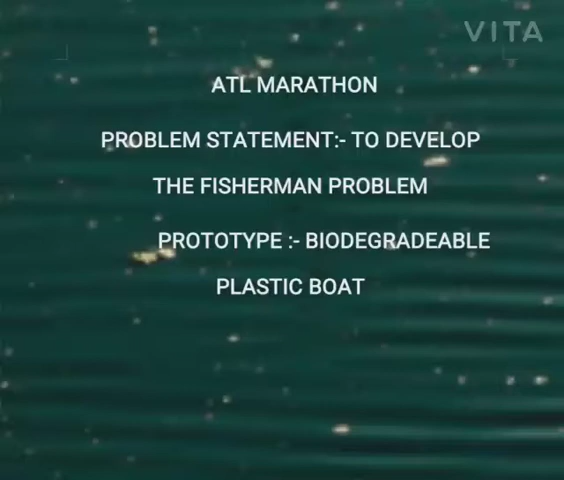 VITA
ATL MARATHON
PROBLEM STATEMENT:- TO DEVELOP
THE FISHERMAN PROBLEM
PROTOTYPE :- BIODEGRADEABLE
PLASTIC BOAT